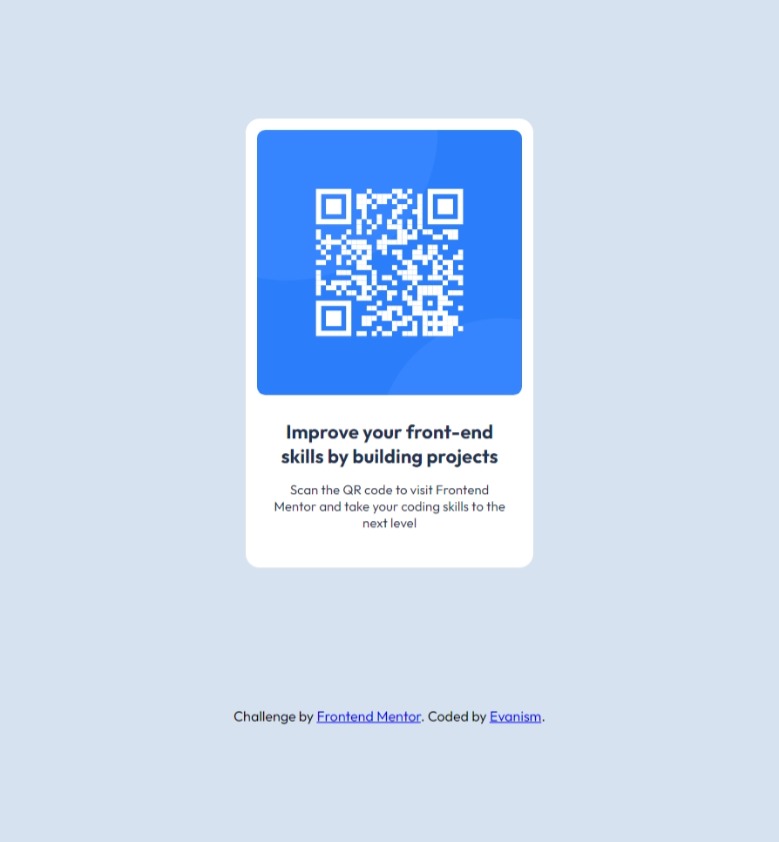 Improve your front-end
skills by building projects
Scan the QR code to visit Frontend
Mentor and take your coding skills to the
next level
Challenge by Frontend Mentor. Coded by Evanism.